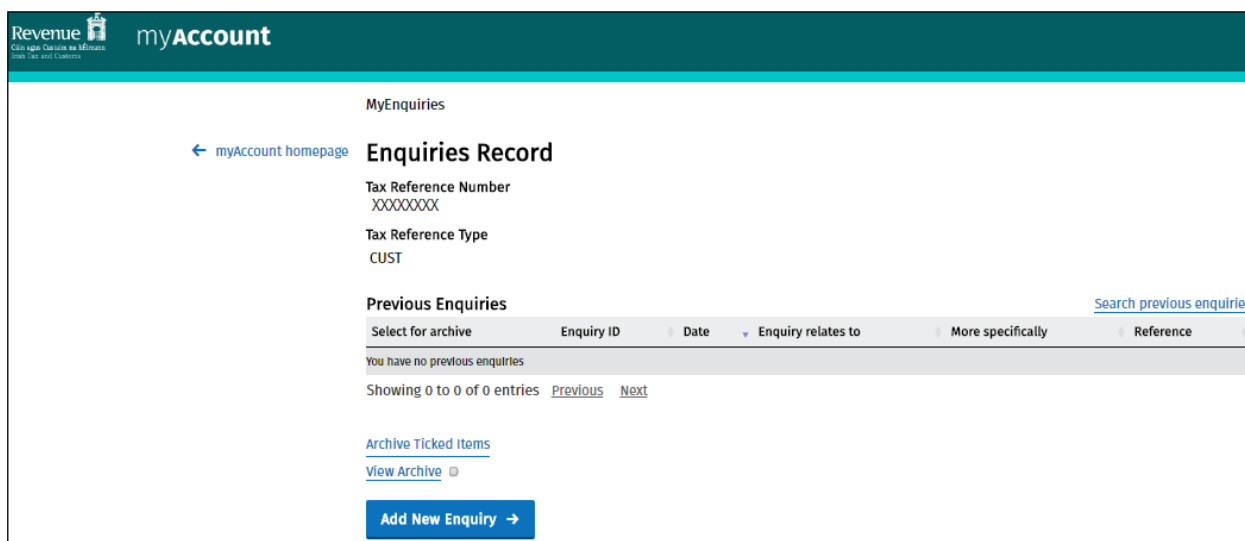 Revenue
Cáin agus Custaim na hÉireann
Irish Tax and Customs
myAccount
MyEnquiries
← myAccount homepage
Enquiries Record
Tax Reference Number
XXXXXXXX
Tax Reference Type
CUST
Previous Enquiries
Search previous enquirie
Select for archive Enquiry ID Date Enquiry relates to More specifically Reference
You have no previous enquiries
Showing 0 to 0 of 0 entries Previous Next
Archive Ticked Items
View Archive
Add New Enquiry →